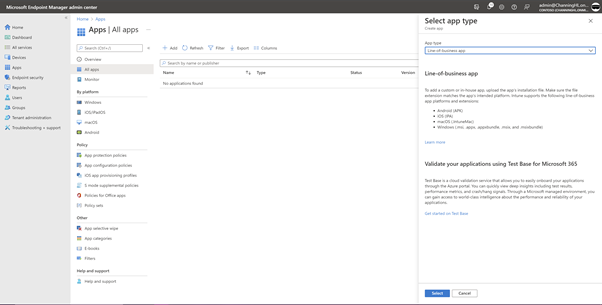 Microsoft Endpoint Manager admin center
admin@ChanningHL.on...
Home > Apps
Apps | All apps ...
Home
Dashboard
All services
Devices
Apps
Endpoint security
Reports
Users
Groups
Tenant administration
Troubleshooting + support
Search (Ctrl+/)
Overview
All apps
Monitor
By platform
Windows
iOS/iPadOS
macOS
Android
Policy
App protection policies
App configuration policies
iOS app provisioning profiles
S mode supplemental policies
Policies for Office apps
Policy sets
Other
App selective wipe
App categories
E-books
Filters
Help and support
Help and support
Add
Refresh
Filter
Export
Columns
Search by name or publisher
Name
Type
Status
Version
No applications found
Select app type
Create app
App type
Line-of-business app
Line-of-business app
To add a custom or in-house app, upload the app's installation file. Make sure the file
extension matches the app's intended platform. Intune supports the following line-of-business
app platforms and extensions:
• Android (APK)
• iOS (IPA)
• macOS (.IntuneMac)
• Windows (.msi, .appx, .appxbundle, .msix, and .msixbundle)
Learn more
Validate your applications using Test Base for Microsoft 365
Test Base is a cloud validation service that allows you to easily onboard your applications
through the Azure portal. You can quickly view deep insights including test results,
performance metrics, and crash/hang signals. Through a Microsoft managed environment, you
can gain access to world-class intelligence about the performance and reliability of your
applications.
Get started on Test Base
Select
Cancel